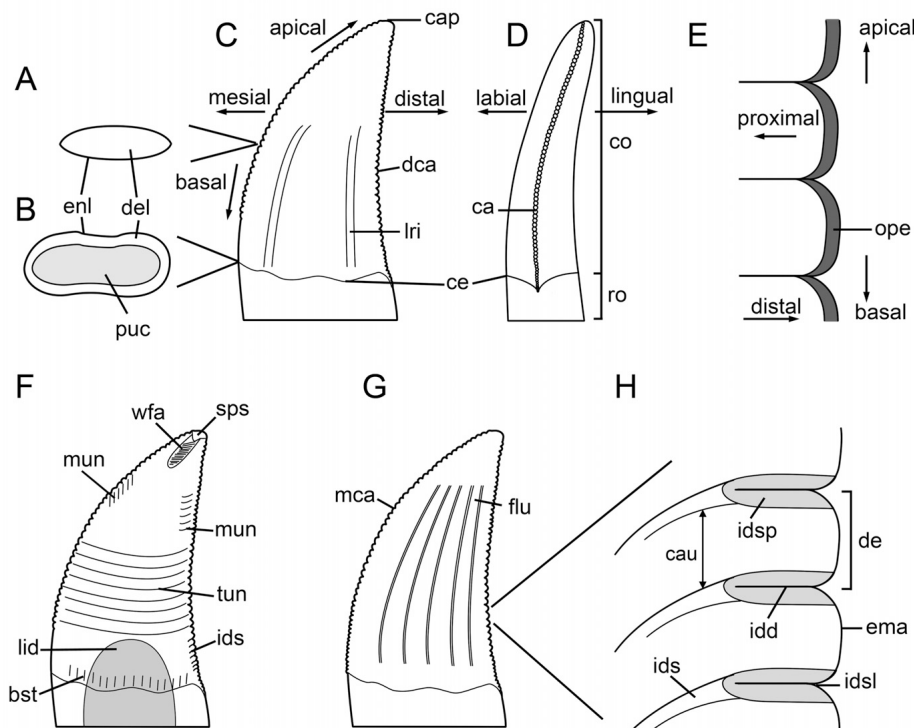 A
enl
del
B
puc
C
apical
cap
mesial
distal
basal
dca
lri
ce
D
labial
lingual
co
ca
ro
E
apical
proximal
ope
distal
basal
F
wfa
sps
mun
mun
tun
lid
ids
bst
G
mca
flu
H
idsp
de
cau
idd
ema
ids
idsl